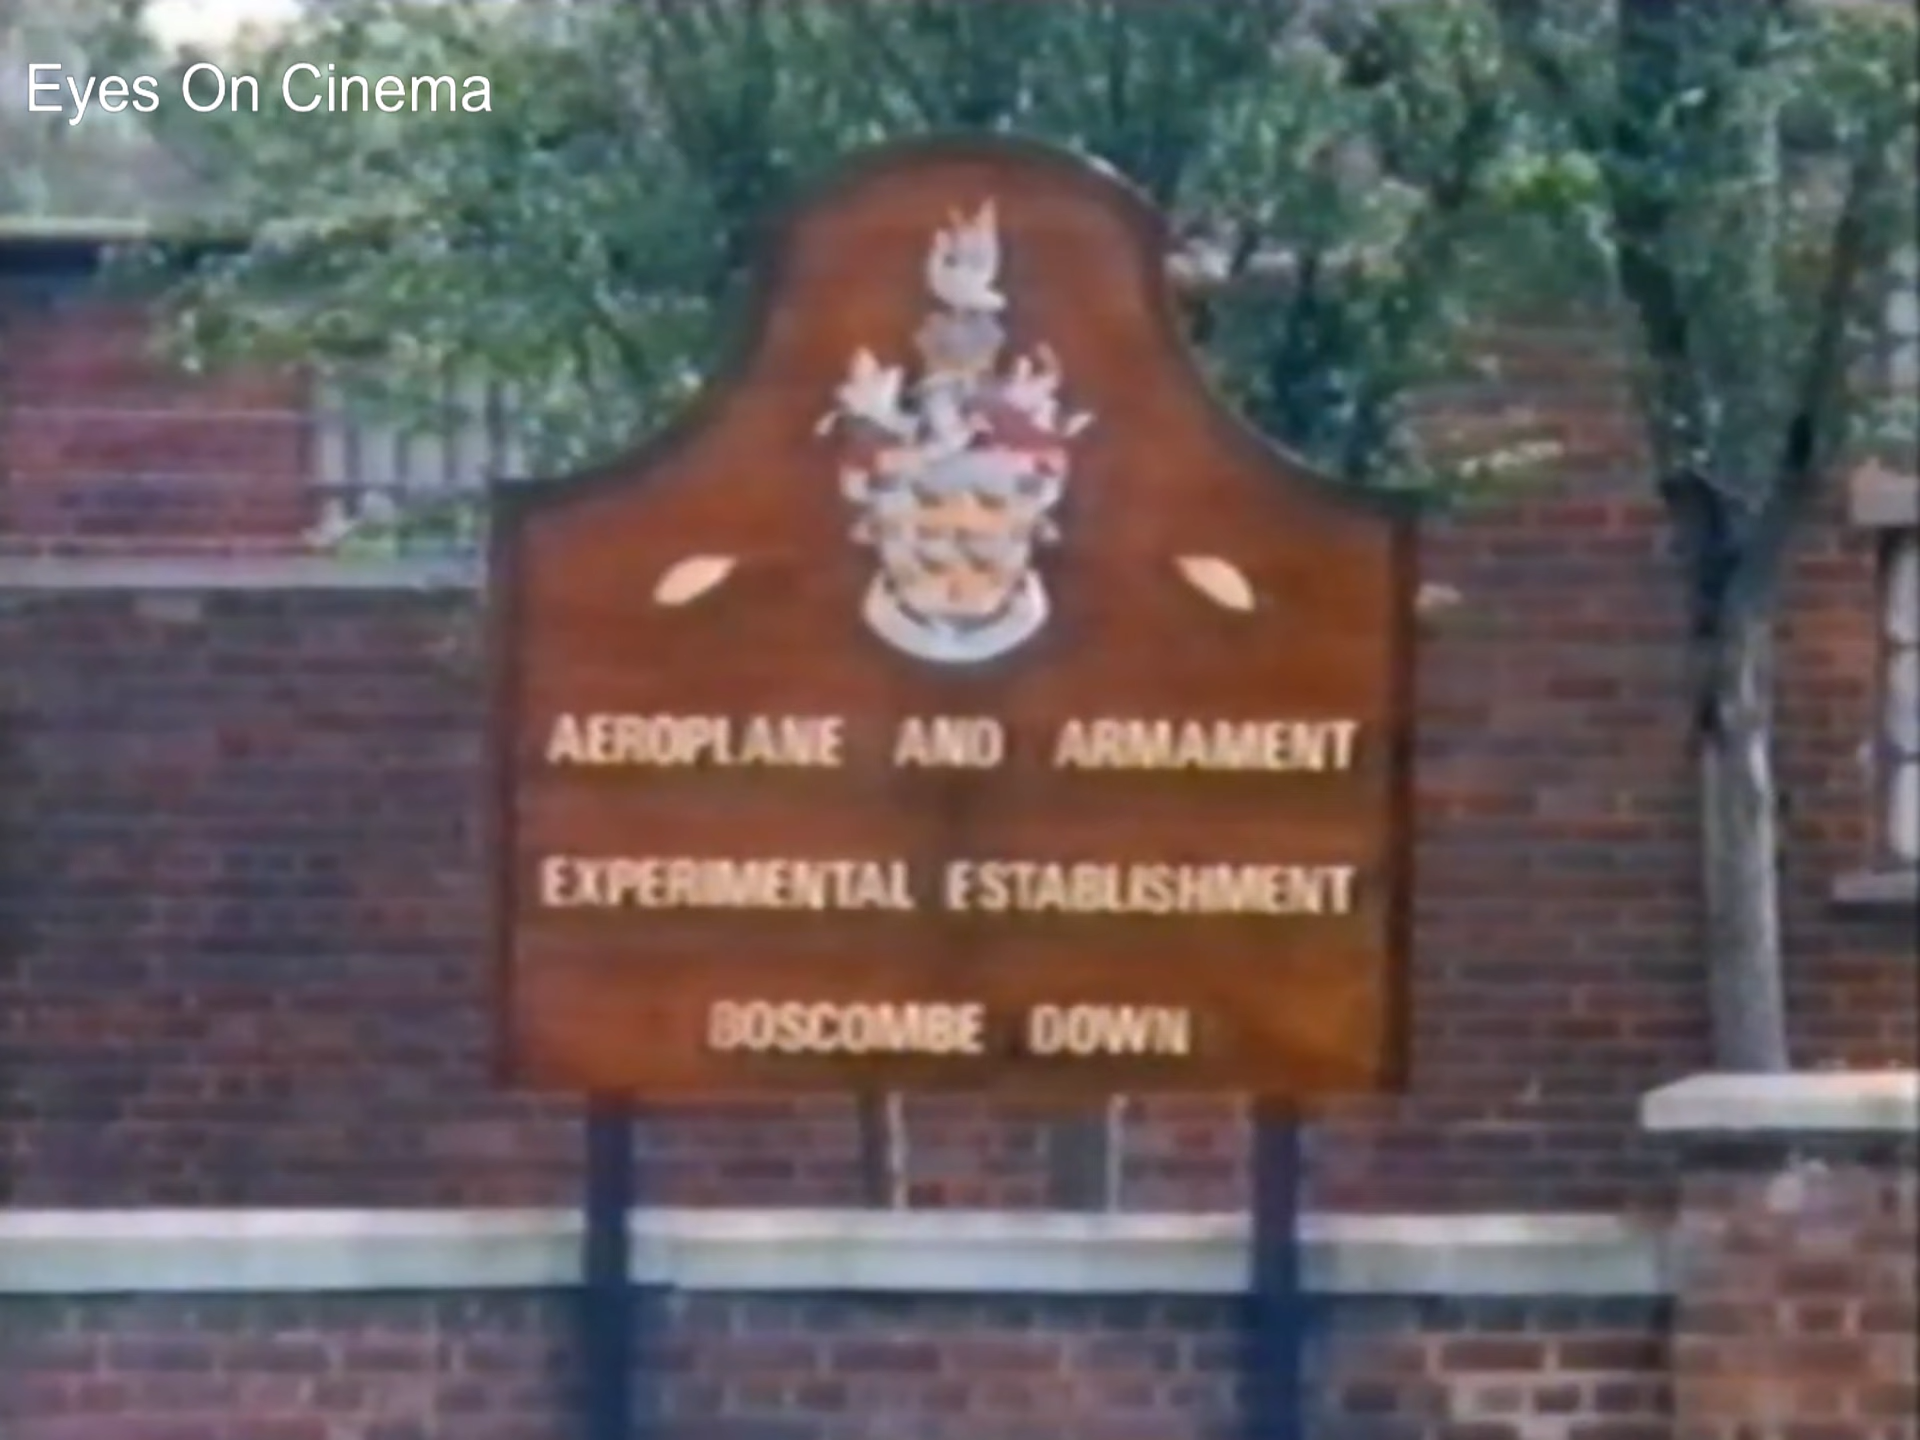 Eyes On Cinema
AEROPLANE AND ARMAMENT
EXPERIMENTAL ESTABLISHMENT
BOSCOMBE DOWN